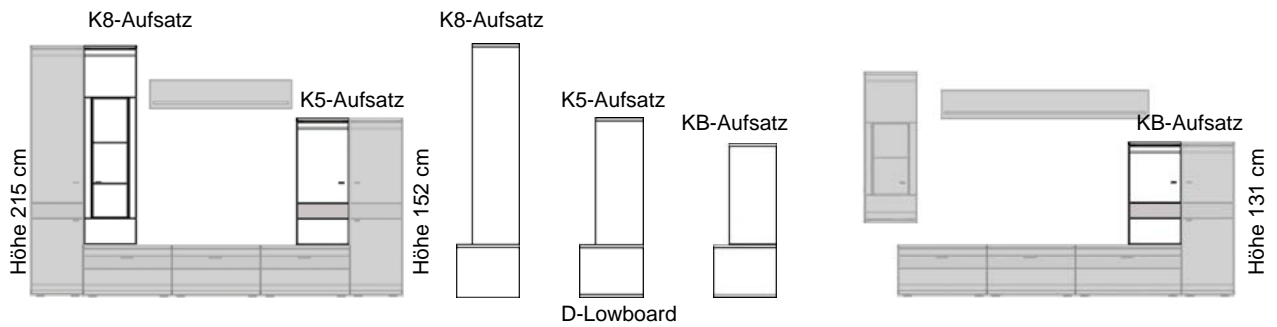 K8-Aufsatz
K5-Aufsatz
Höhe 215 cm
Höhe 152 cm
K8-Aufsatz
K5-Aufsatz
KB-Aufsatz
D-Lowboard
KB-Aufsatz
Höhe 131 cm